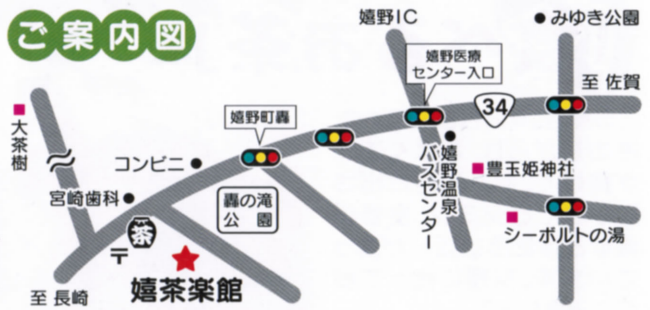 ご案内図
嬉野IC
みゆき公園
嬉野医療
センター入口
至 佐賀
34
嬉野町轟
大茶樹
コンビニ
嬉野温泉
バスセンター
豊玉姫神社
宮崎歯科
轟の滝
公園
シーボルトの湯
茶
〒
嬉茶楽館
至 長崎